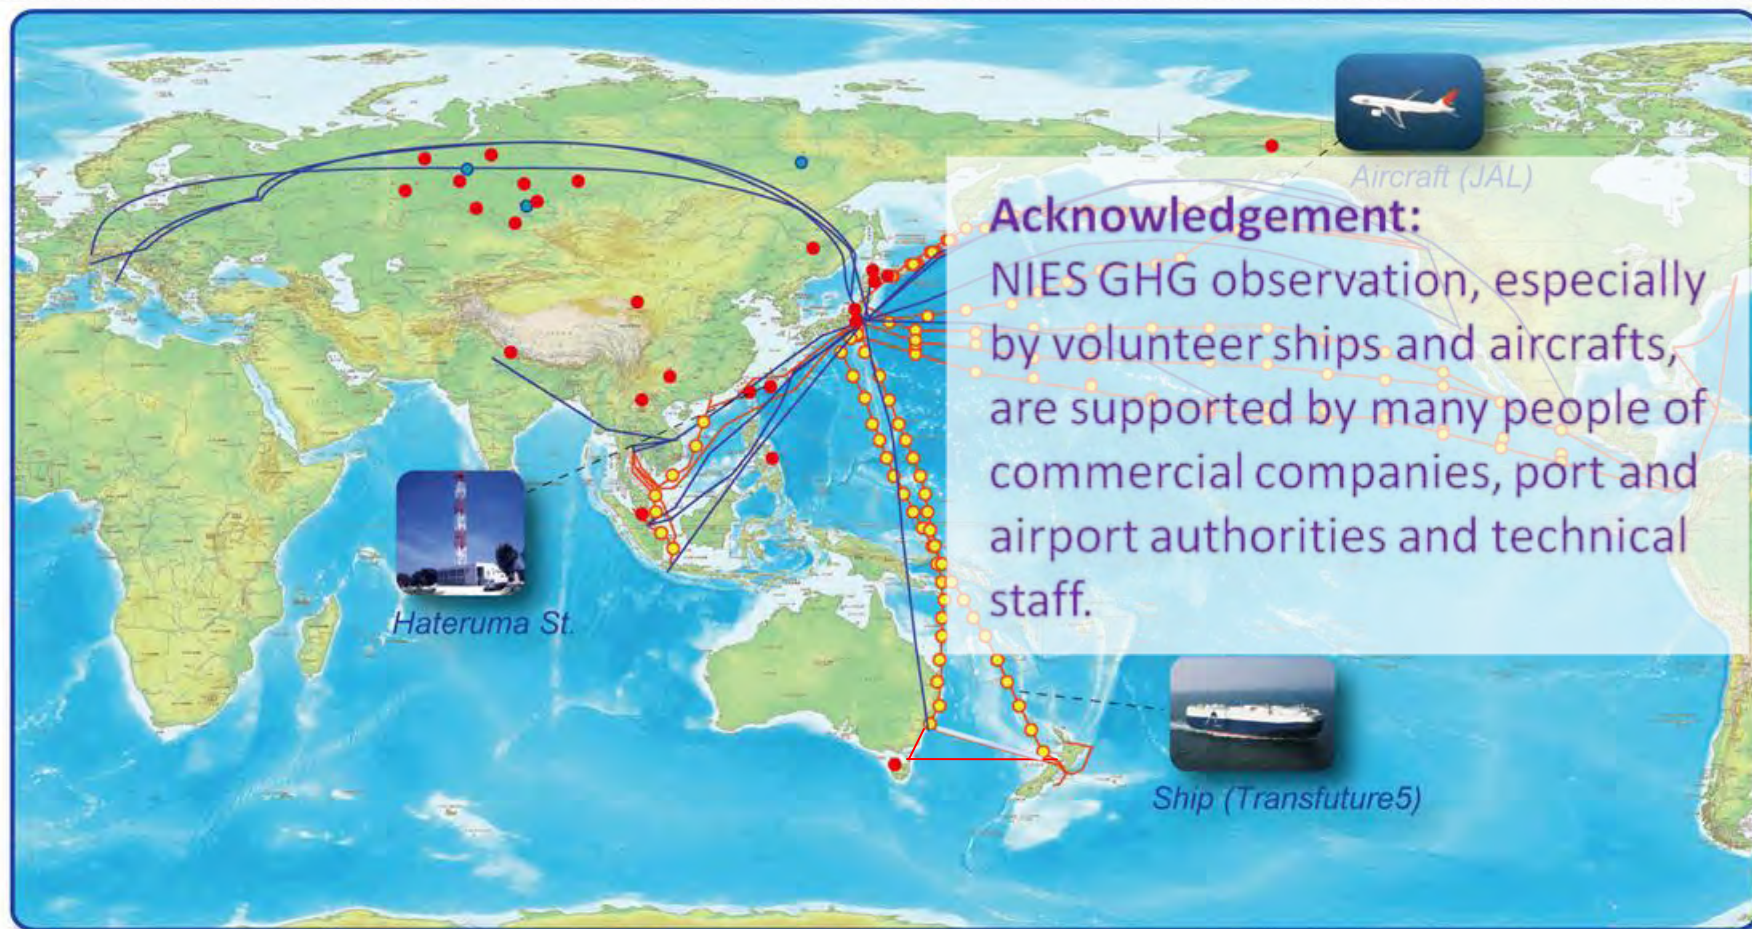 Aircraft (JAL)
Acknowledgement:
NIES GHG observation, especially
by volunteer ships and aircrafts,
are supported by many people of
commercial companies, port and
airport authorities and technical
staff.
Hateruma St.
Ship (Transfuture5)